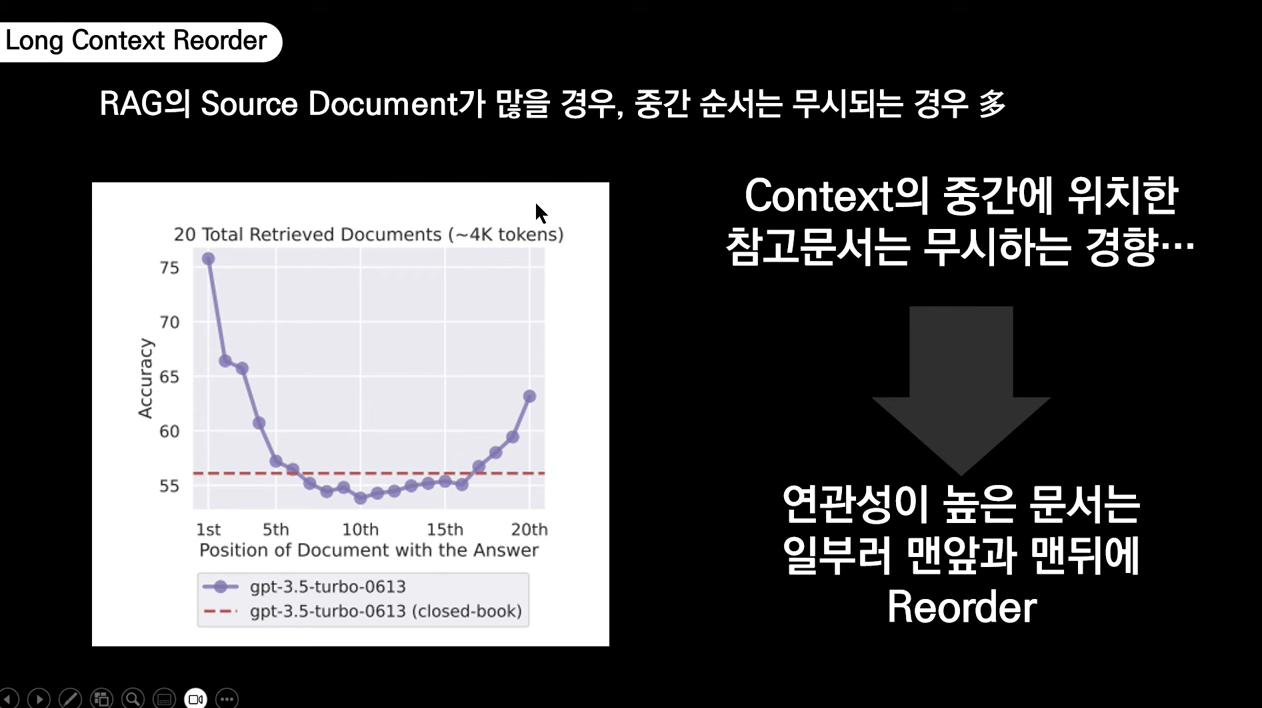 Long Context Reorder
RAG의 Source Document가 많을 경우, 중간 순서는 무시되는 경우 多
20 Total Retrieved Documents (~4K tokens)
75
70
65
60
55
Accuracy
1st 5th 10th 15th 20th
Position of Document with the Answer
gpt-3.5-turbo-0613
gpt-3.5-turbo-0613 (closed-book)
Context의 중간에 위치한
참고문서는 무시하는 경향…
연관성이 높은 문서는
일부러 맨앞과 맨뒤에
Reorder